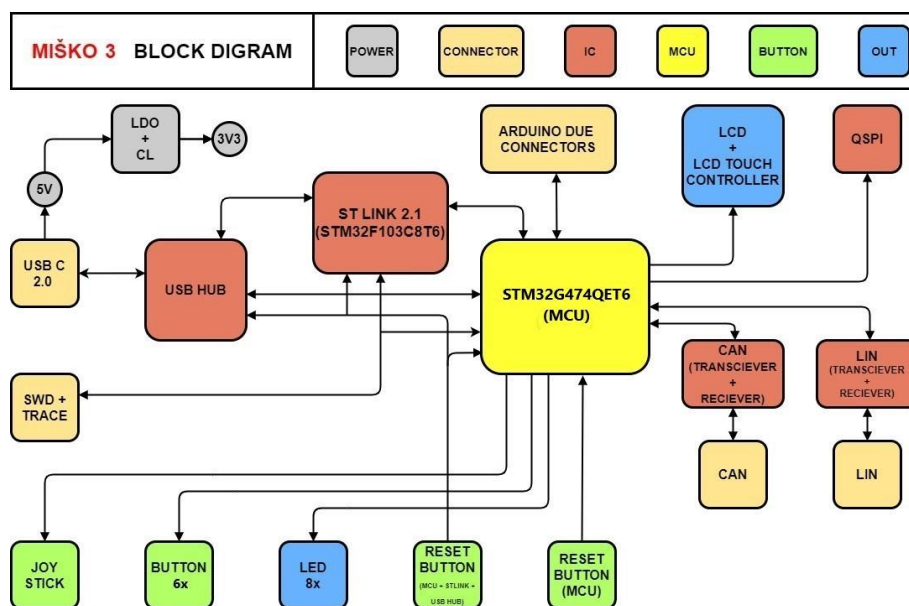 MIŠKO 3 BLOCK DIGRAM
POWER
CONNECTOR
IC
MCU
BUTTON
OUT
LDO
+
CL
3V3
5V
USB C
2.0
USB HUB
ST LINK 2.1
(STM32F103C8T6)
ARDUINO DUE
CONNECTORS
LCD
+
LCD TOUCH
CONTROLLER
QSPI
STM32G474QET6
(MCU)
CAN
(TRANSCIEVER
+
RECIEVER)
LIN
(TRANSCIEVER
+
RECIEVER)
SWD +
TRACE
CAN
LIN
JOY
STICK
BUTTON
6x
LED
8x
RESET
BUTTON
(MCU + STLINK +
USB HUB)
RESET
BUTTON
(MCU)